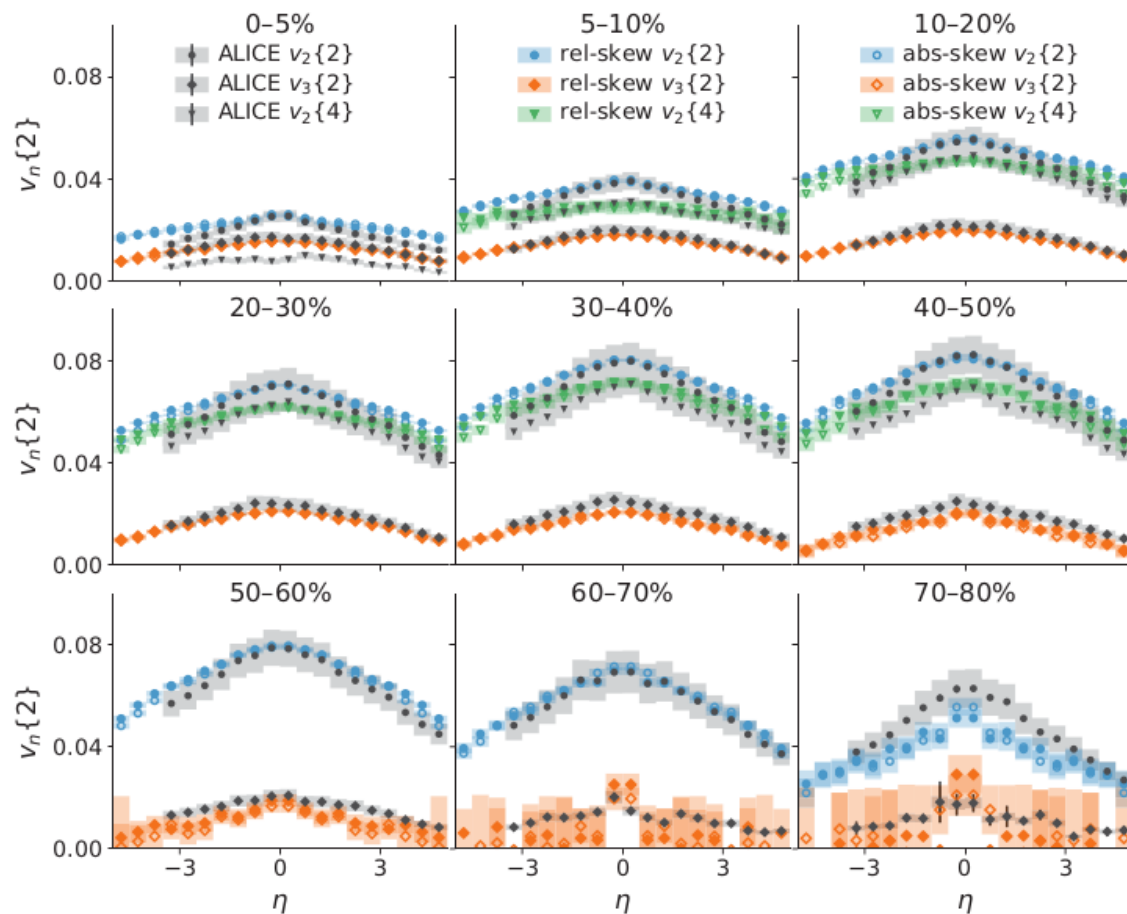 0–5%
5–10%
10–20%
ALICE v₂{2}
rel-skew v₂{2}
abs-skew v₂{2}
ALICE v₃{2}
rel-skew v₃{2}
abs-skew v₃{2}
ALICE v₂{4}
rel-skew v₂{4}
abs-skew v₂{4}
0.08
0.04
0.00
vₙ{2}
20–30%
30–40%
40–50%
0.08
0.04
0.00
vₙ{2}
50–60%
60–70%
70–80%
0.08
0.04
0.00
vₙ{2}
−3 0 3
−3 0 3
−3 0 3
η
η
η